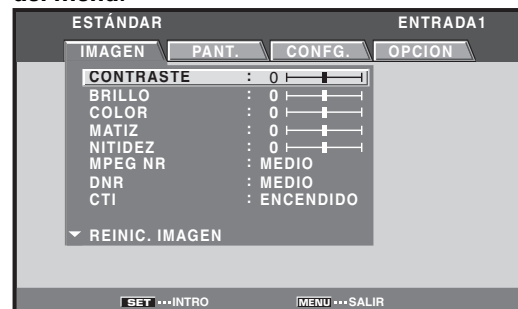 del menú.
ESTÁNDAR ENTRADA1
IMAGEN PANT. CONFG. OPCION
CONTRASTE : 0
BRILLO : 0
COLOR : 0
MATIZ : 0
NITIDEZ : 0
MPEG NR : MEDIO
DNR : MEDIO
CTI : ENCENDIDO
REINIC. IMAGEN
SET ••• INTRO MENU ••• SALIR